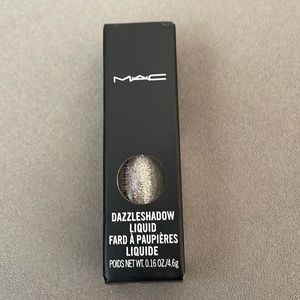 MAC
DAZZLESHADOW
LIQUID
FARD À PAUPIÈRES
LIQUIDE
POIDS NET WT. 0.16 OZ/4.6g